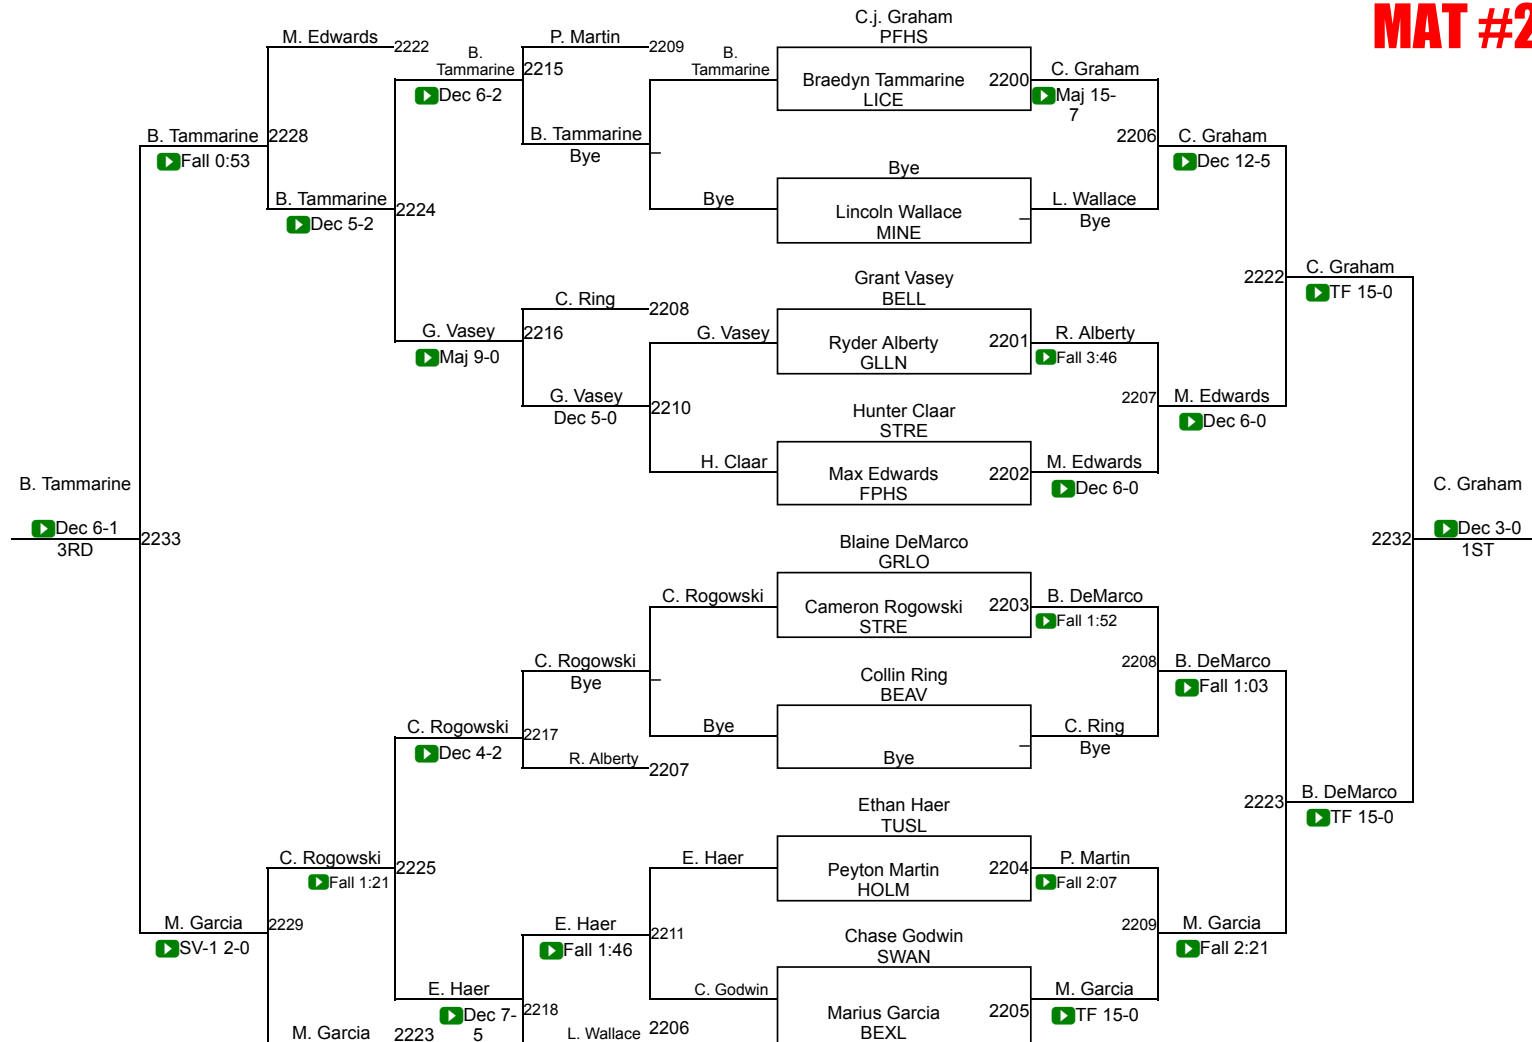 MAT #2
C.j. Graham
PFHS
M. Edwards
2222
B.
Tammarine
2215
P. Martin
2209
B.
Tammarine
Braedyn Tammarine
LICE
2200
C. Graham
Dec 6-2
Maj 15-
7
B. Tammarine
2228
Fall 0:53
B. Tammarine
Bye
2206
C. Graham
Dec 12-5
Bye
B. Tammarine
2224
Dec 5-2
Bye
Lincoln Wallace
MINE
L. Wallace
Bye
Grant Vasey
BELL
2222
C. Graham
TF 15-0
C. Ring
2208
G. Vasey
2216
Maj 9-0
G. Vasey
Ryder Alberty
GLLN
2201
R. Alberty
Fall 3:46
G. Vasey
Dec 5-0
2210
2207
M. Edwards
Dec 6-0
Hunter Claar
STRE
H. Claar
Max Edwards
FPHS
2202
M. Edwards
Dec 6-0
B. Tammarine
Dec 6-1
3RD
2233
C. Graham
2232
Dec 3-0
1ST
Blaine DeMarco
GRLO
C. Rogowski
Cameron Rogowski
STRE
2203
B. DeMarco
Fall 1:52
C. Rogowski
Bye
Collin Ring
BEAV
2208
B. DeMarco
Fall 1:03
C. Rogowski
2217
Dec 4-2
R. Alberty
2207
Bye
Bye
C. Ring
Bye
2223
B. DeMarco
TF 15-0
Ethan Haer
TUSL
C. Rogowski
2225
Fall 1:21
E. Haer
Peyton Martin
HOLM
2204
P. Martin
Fall 2:07
M. Garcia
2229
SV-1 2-0
E. Haer
2211
Fall 1:46
Chase Godwin
SWAN
2209
M. Garcia
Fall 2:21
E. Haer
2218
Dec 7-
5
C. Godwin
Marius Garcia
BEXL
2205
M. Garcia
TF 15-0
M. Garcia
2223
L. Wallace
2206